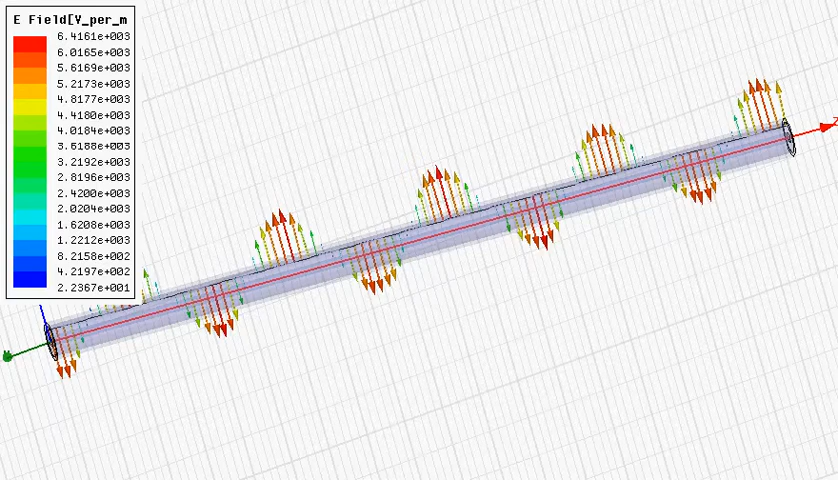 E Field[V_per_m
6.4161e+003
6.0165e+003
5.6169e+003
5.2173e+003
4.8177e+003
4.4180e+003
4.0184e+003
3.6188e+003
3.2192e+003
2.8196e+003
2.4200e+003
2.0204e+003
1.6208e+003
1.2212e+003
8.2158e+002
4.2197e+002
2.2367e+001
Z